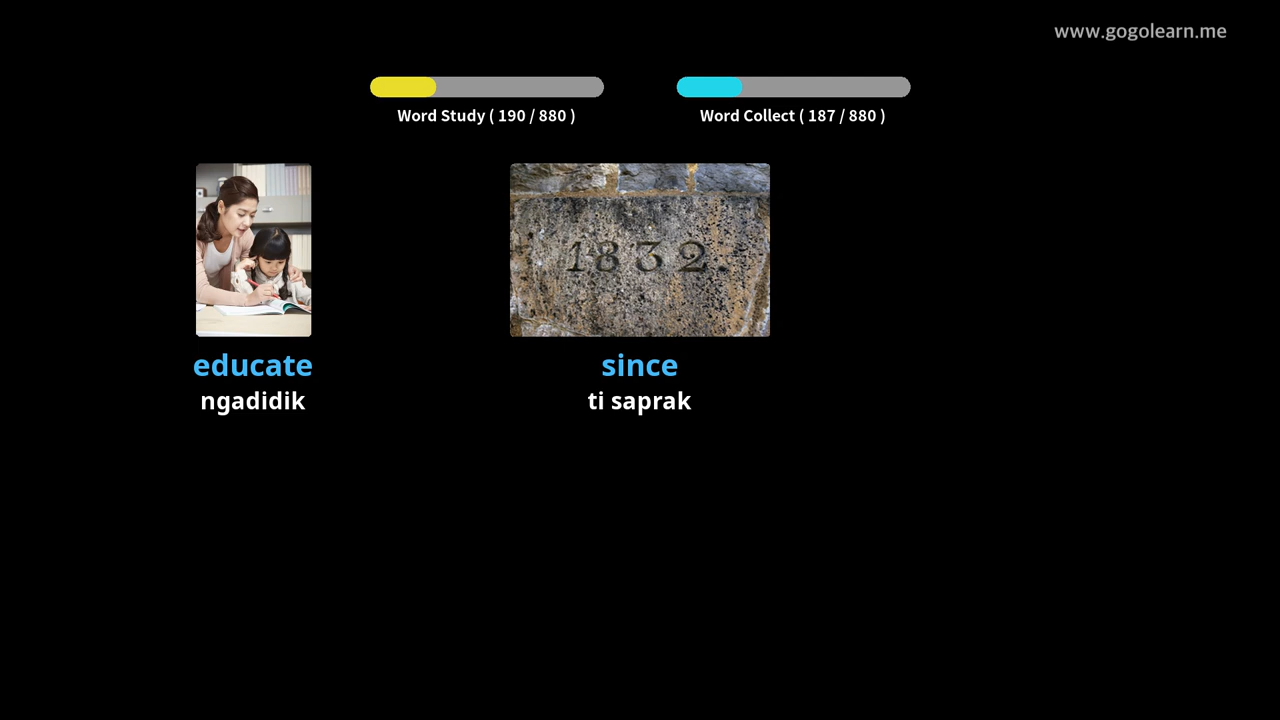 www.gogolearn.me
Word Study ( 190 / 880 )
Word Collect ( 187 / 880 )
1832.
educate
since
ngadidik
ti saprak